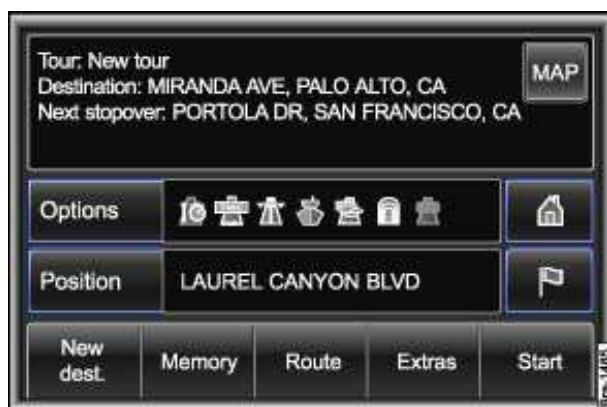 Tour: New tour
Destination: MIRANDA AVE, PALO ALTO, CA
MAP
Next stopover: PORTOLA DR, SAN FRANCISCO, CA
Options
Position
LAUREL CANYON BLVD
New
dest.
Memory
Route
Extras
Start